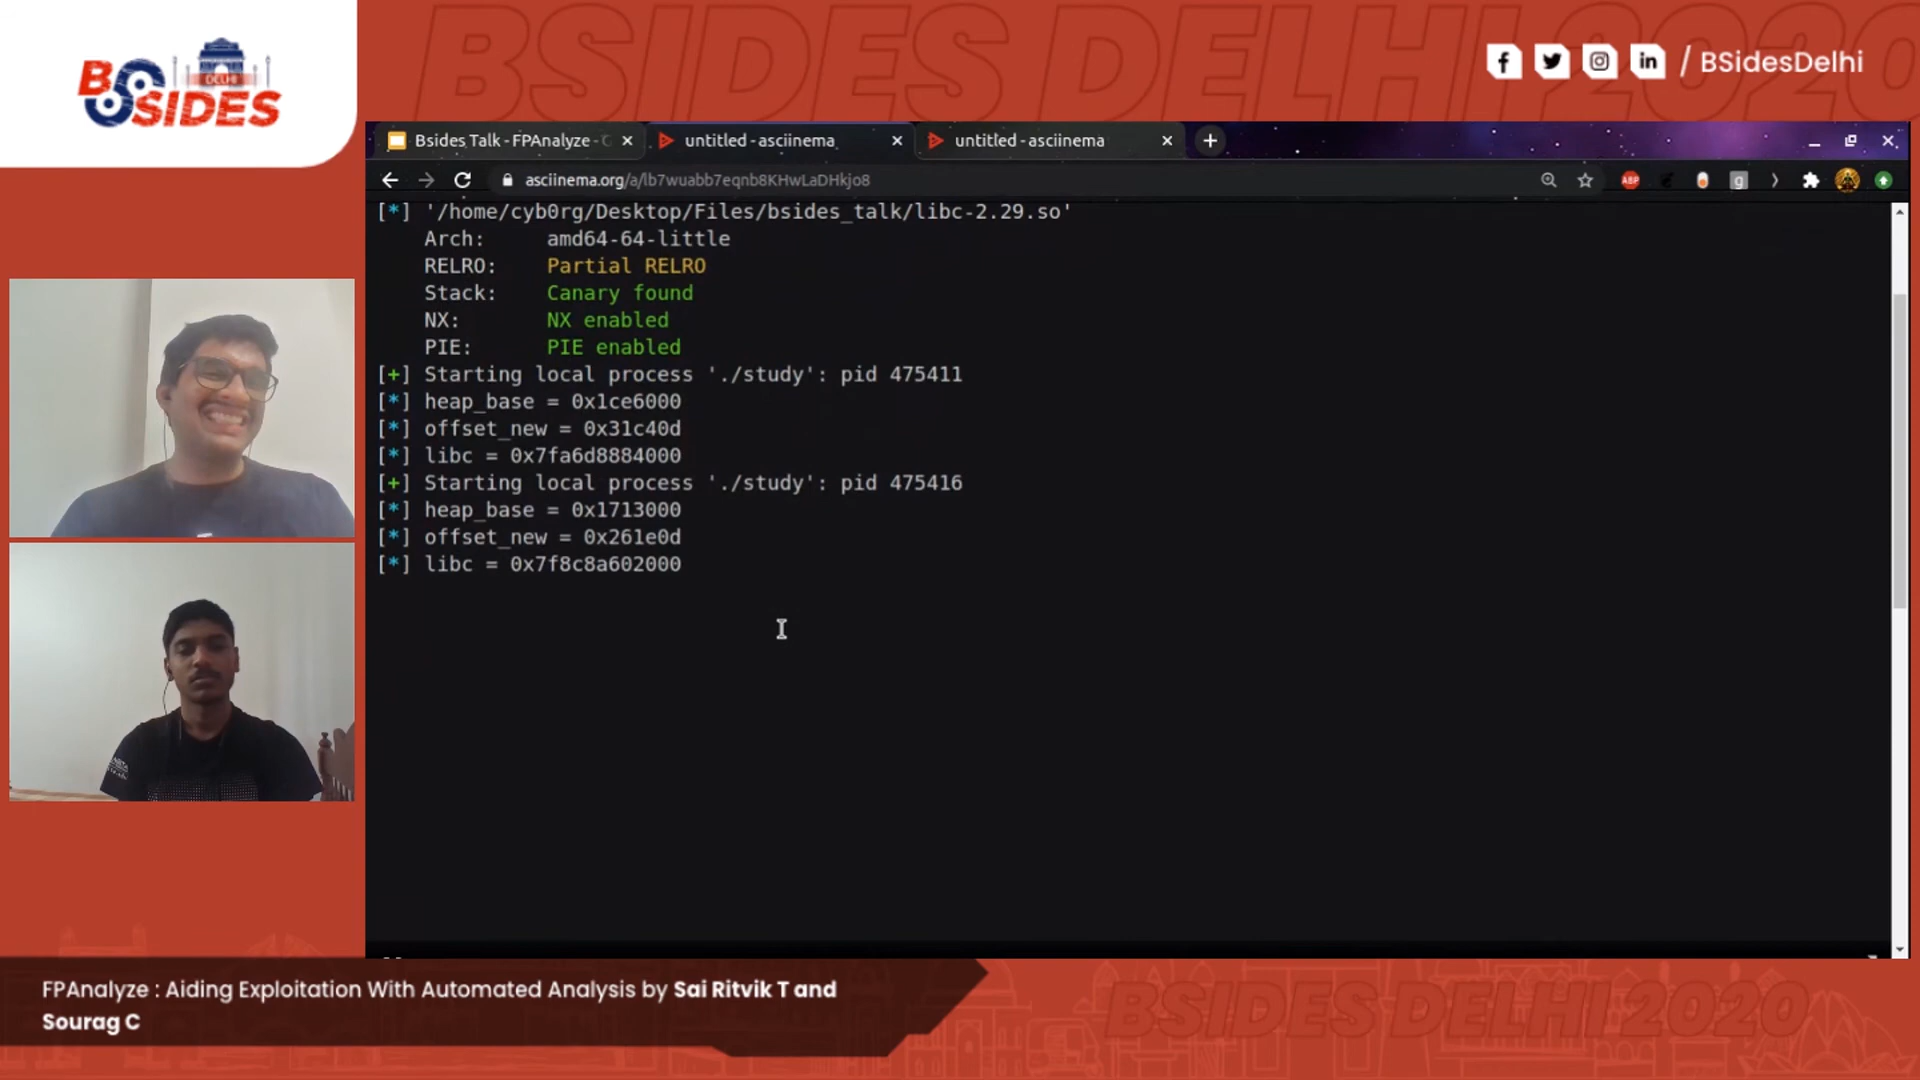 BSIDES DELHI 2020
B SIDES
DELHI
/ BSidesDelhi
Bsides Talk - FPAnalyze -
untitled - asciinema
untitled - asciinema
asciinema.org/a/lb7wuabb7eqnb8KHwLaDHkjo8
ABP
g
[*] '/home/cyb0rg/Desktop/Files/bsides_talk/libc-2.29.so'
Arch: amd64-64-little
RELRO: Partial RELRO
Stack: Canary found
NX: NX enabled
PIE: PIE enabled
[+] Starting local process './study': pid 475411
[*] heap_base = 0x1ce6000
[*] offset_new = 0x31c40d
[*] libc = 0x7fa6d8884000
[+] Starting local process './study': pid 475416
[*] heap_base = 0x1713000
[*] offset_new = 0x261e0d
[*] libc = 0x7f8c8a602000
FPAnalyze : Aiding Exploitation With Automated Analysis by Sai Ritvik T and
Sourag C
BSIDES DELHI 2020